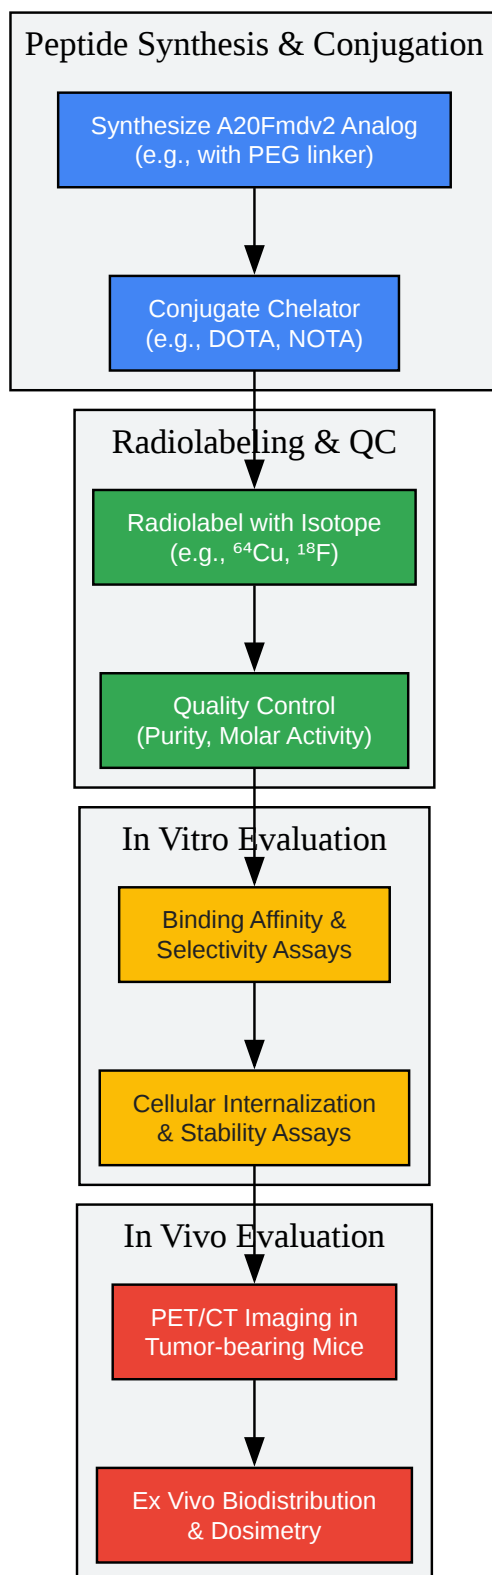 Peptide Synthesis & Conjugation
Synthesize A20Fmdv2 Analog
(e.g., with PEG linker)
Conjugate Chelator
(e.g., DOTA, NOTA)
Radiolabeling & QC
Radiolabel with Isotope
(e.g., ⁶⁴Cu, ¹⁸F)
Quality Control
(Purity, Molar Activity)
In Vitro Evaluation
Binding Affinity &
Selectivity Assays
Cellular Internalization
& Stability Assays
In Vivo Evaluation
PET/CT Imaging in
Tumor-bearing Mice
Ex Vivo Biodistribution
& Dosimetry